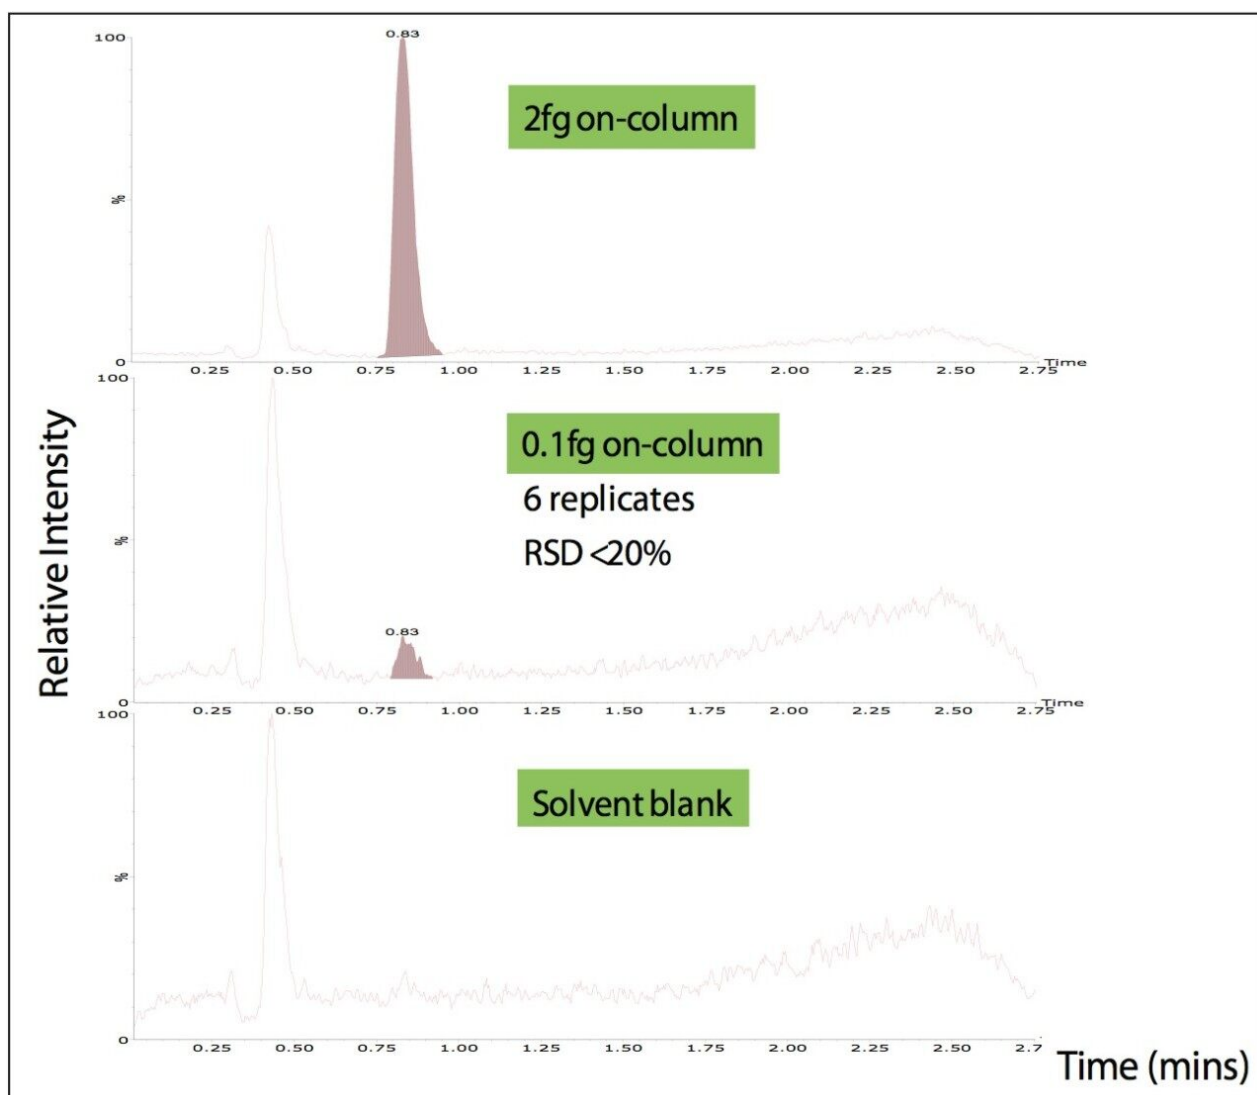 100
0.83
2fg on-column
%
0
0.25 0.50 0.75 1.00 1.25 1.50 1.75 2.00 2.25 2.50 2.75 Time
100
Relative Intensity
0.1fg on-column
6 replicates
RSD <20%
%
0.83
0
0.25 0.50 0.75 1.00 1.25 1.50 1.75 2.00 2.25 2.50 2.75 Time
100
Solvent blank
%
0
0.25 0.50 0.75 1.00 1.25 1.50 1.75 2.00 2.25 2.50 2.7
Time (mins)